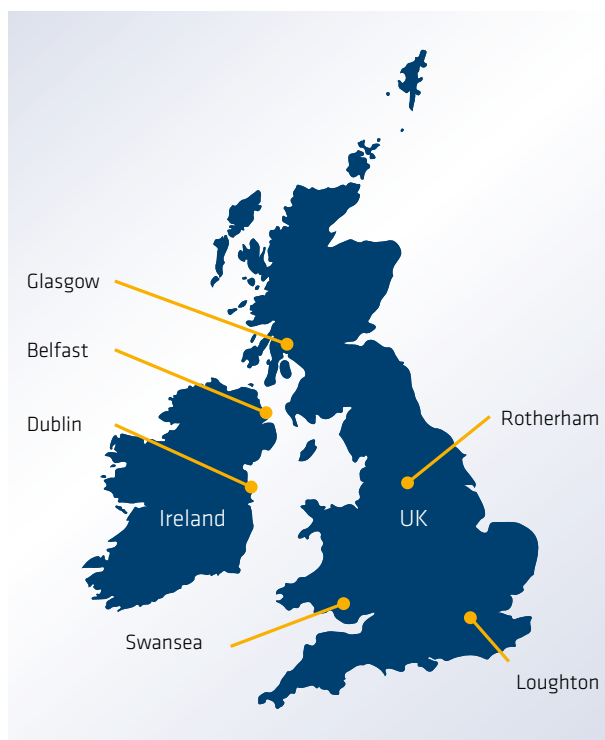 Glasgow
Belfast
Dublin
Rotherham
Ireland
UK
Swansea
Loughton